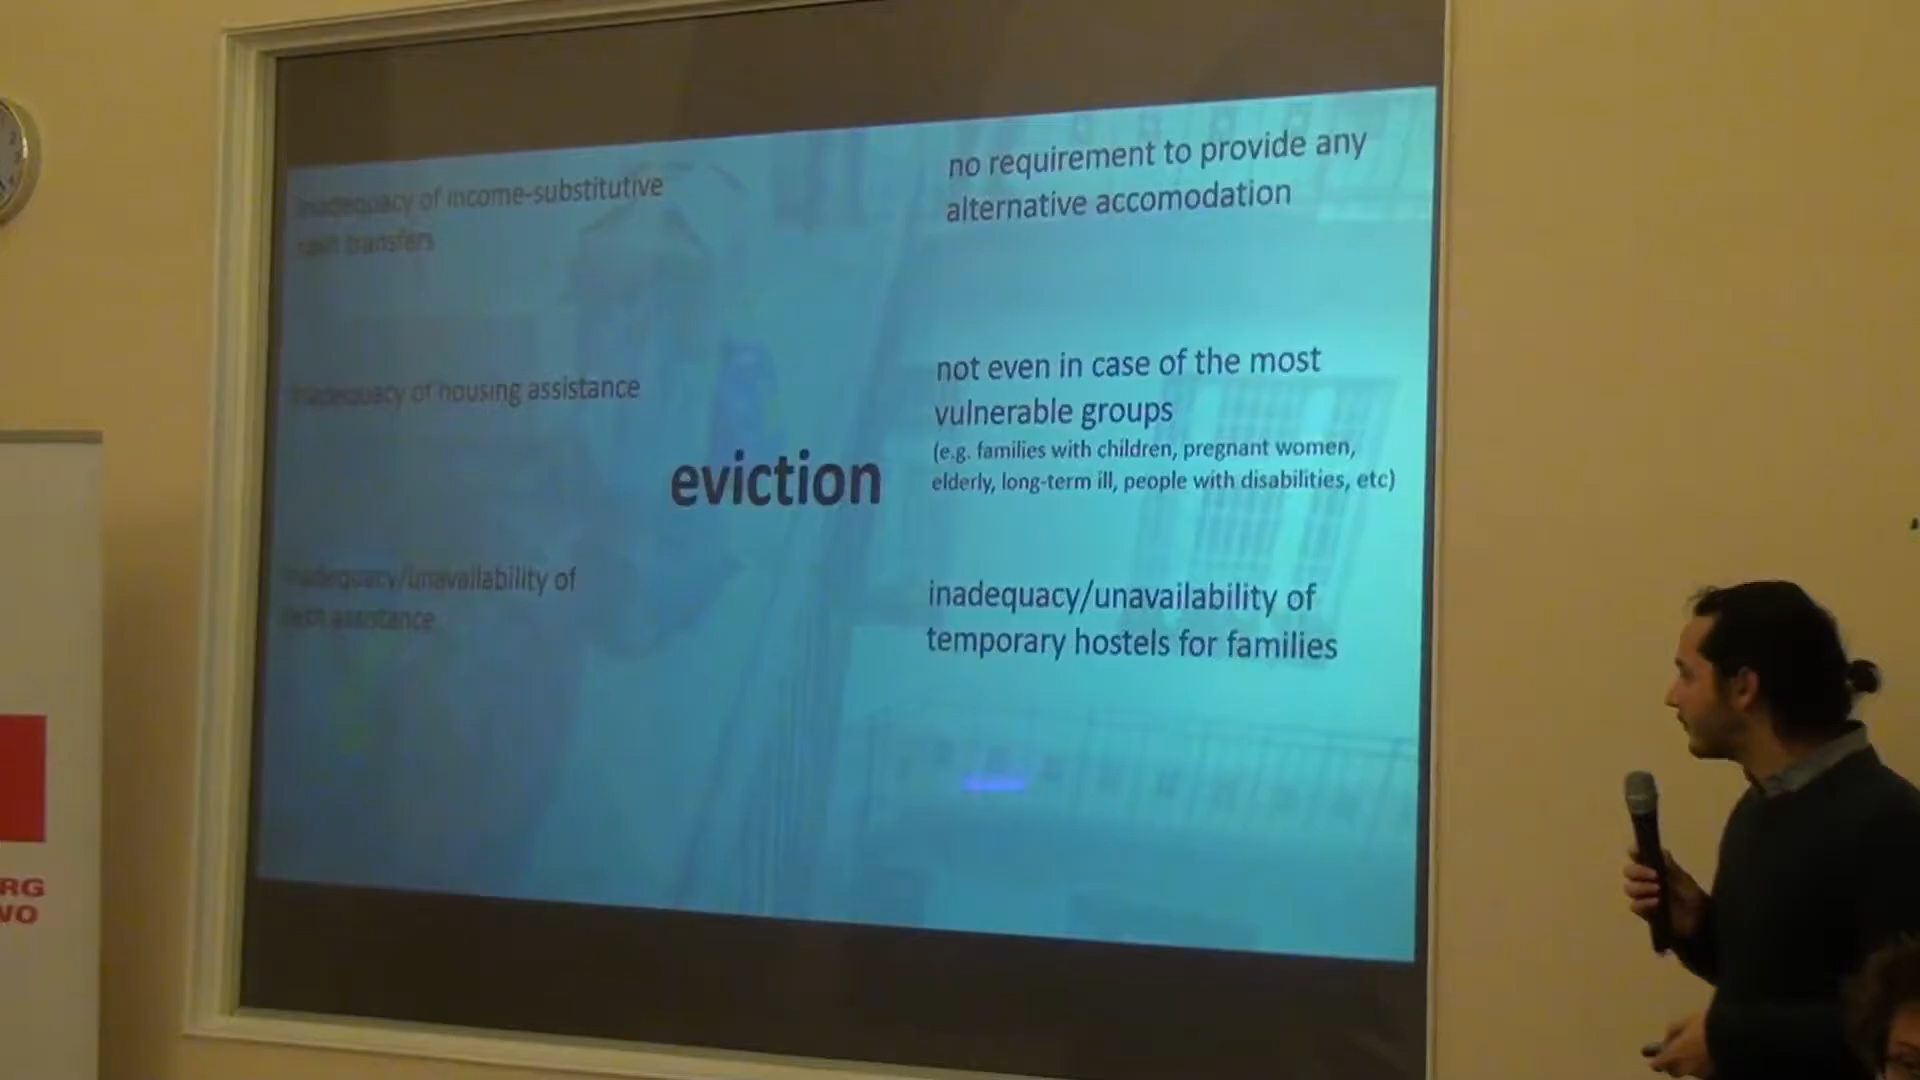 inadequacy of income-substitutive
cash transfers
inadequacy of housing assistance
inadequacy/unavailability of
debt assistance
eviction
no requirement to provide any
alternative accomodation
not even in case of the most
vulnerable groups
(e.g. families with children, pregnant women,
elderly, long-term ill, people with disabilities, etc)
inadequacy/unavailability of
temporary hostels for families
RG